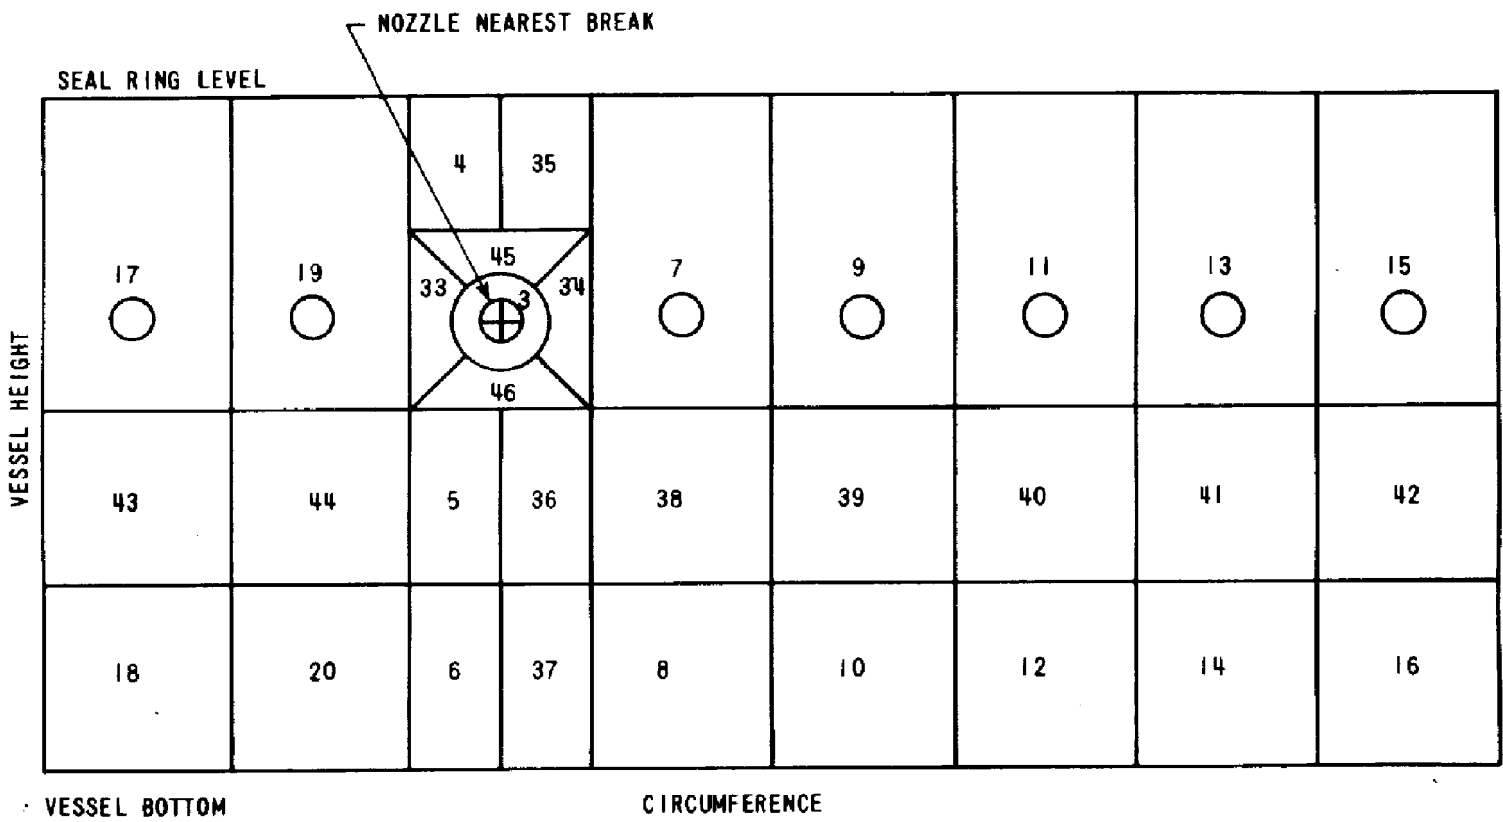 NOZZLE NEAREST BREAK
SEAL RING LEVEL
4 35
17 19 45 7 9 11 13 15
33 3 34
46
VESSEL HEIGHT
43 44 5 36 38 39 40 41 42
18 20 6 37 8 10 12 14 16
VESSEL BOTTOM CIRCUMFERENCE